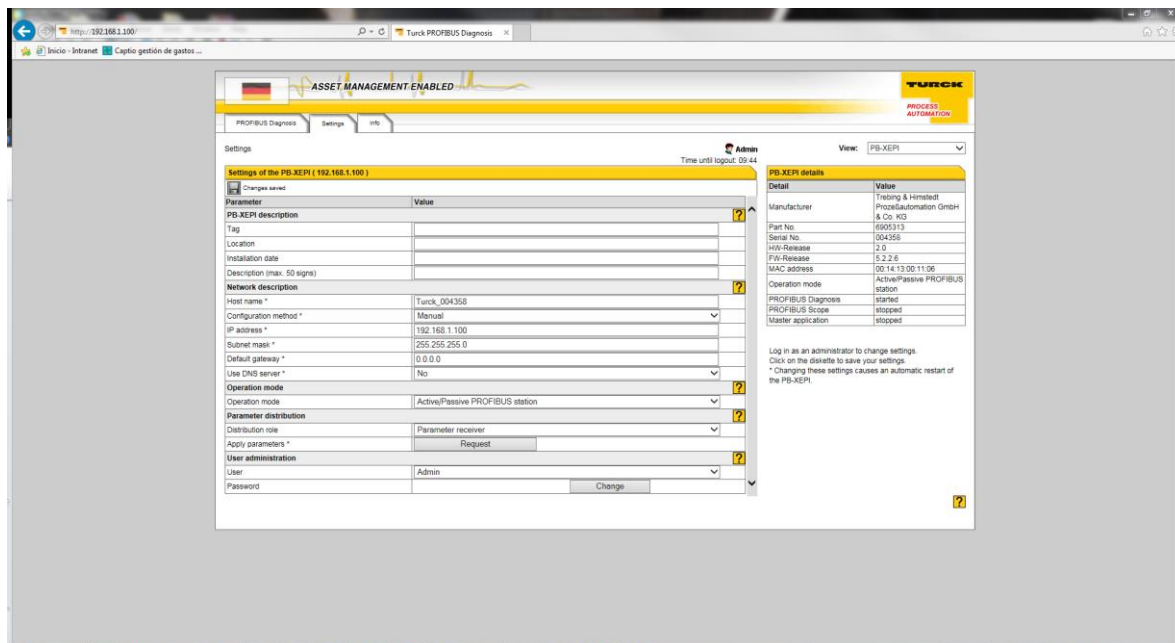 http://192.168.1.100/
Turck PROFIBUS Diagnosis
Inicio - Intranet Captio gestión de gastos ...
ASSET MANAGEMENT ENABLED
TURCK
PROCESS
AUTOMATION
PROFIBUS Diagnosis Settings Info
Settings
Admin
Time until logout: 09:44
View: PB-XEPI
Settings of the PB-XEPI ( 192.168.1.100 )
Changes saved
Parameter Value
PB-XEPI description
Tag
Location
Installation date
Description (max. 50 signs)
Network description
Host name * Turck_004358
Configuration method * Manual
IP address * 192.168.1.100
Subnet mask * 255.255.255.0
Default gateway * 0.0.0.0
Use DNS server * No
Operation mode
Operation mode Active/Passive PROFIBUS station
Parameter distribution
Distribution role Parameter receiver
Apply parameters * Request
User administration
User Admin
Password Change
PB-XEPI details
Detail Value
Manufacturer Trebing & Himstedt
Prozeßautomation GmbH
& Co. KG
Part No. 6905313
Serial No. 004358
HW-Release 2.0
FW-Release 5.2.2.6
MAC address 00:14:13:00:11:06
Operation mode Active/Passive PROFIBUS
station
PROFIBUS Diagnosis started
PROFIBUS Scope stopped
Master application stopped
Log in as an administrator to change settings.
Click on the diskette to save your settings.
* Changing these settings causes an automatic restart of
the PB-XEPI.